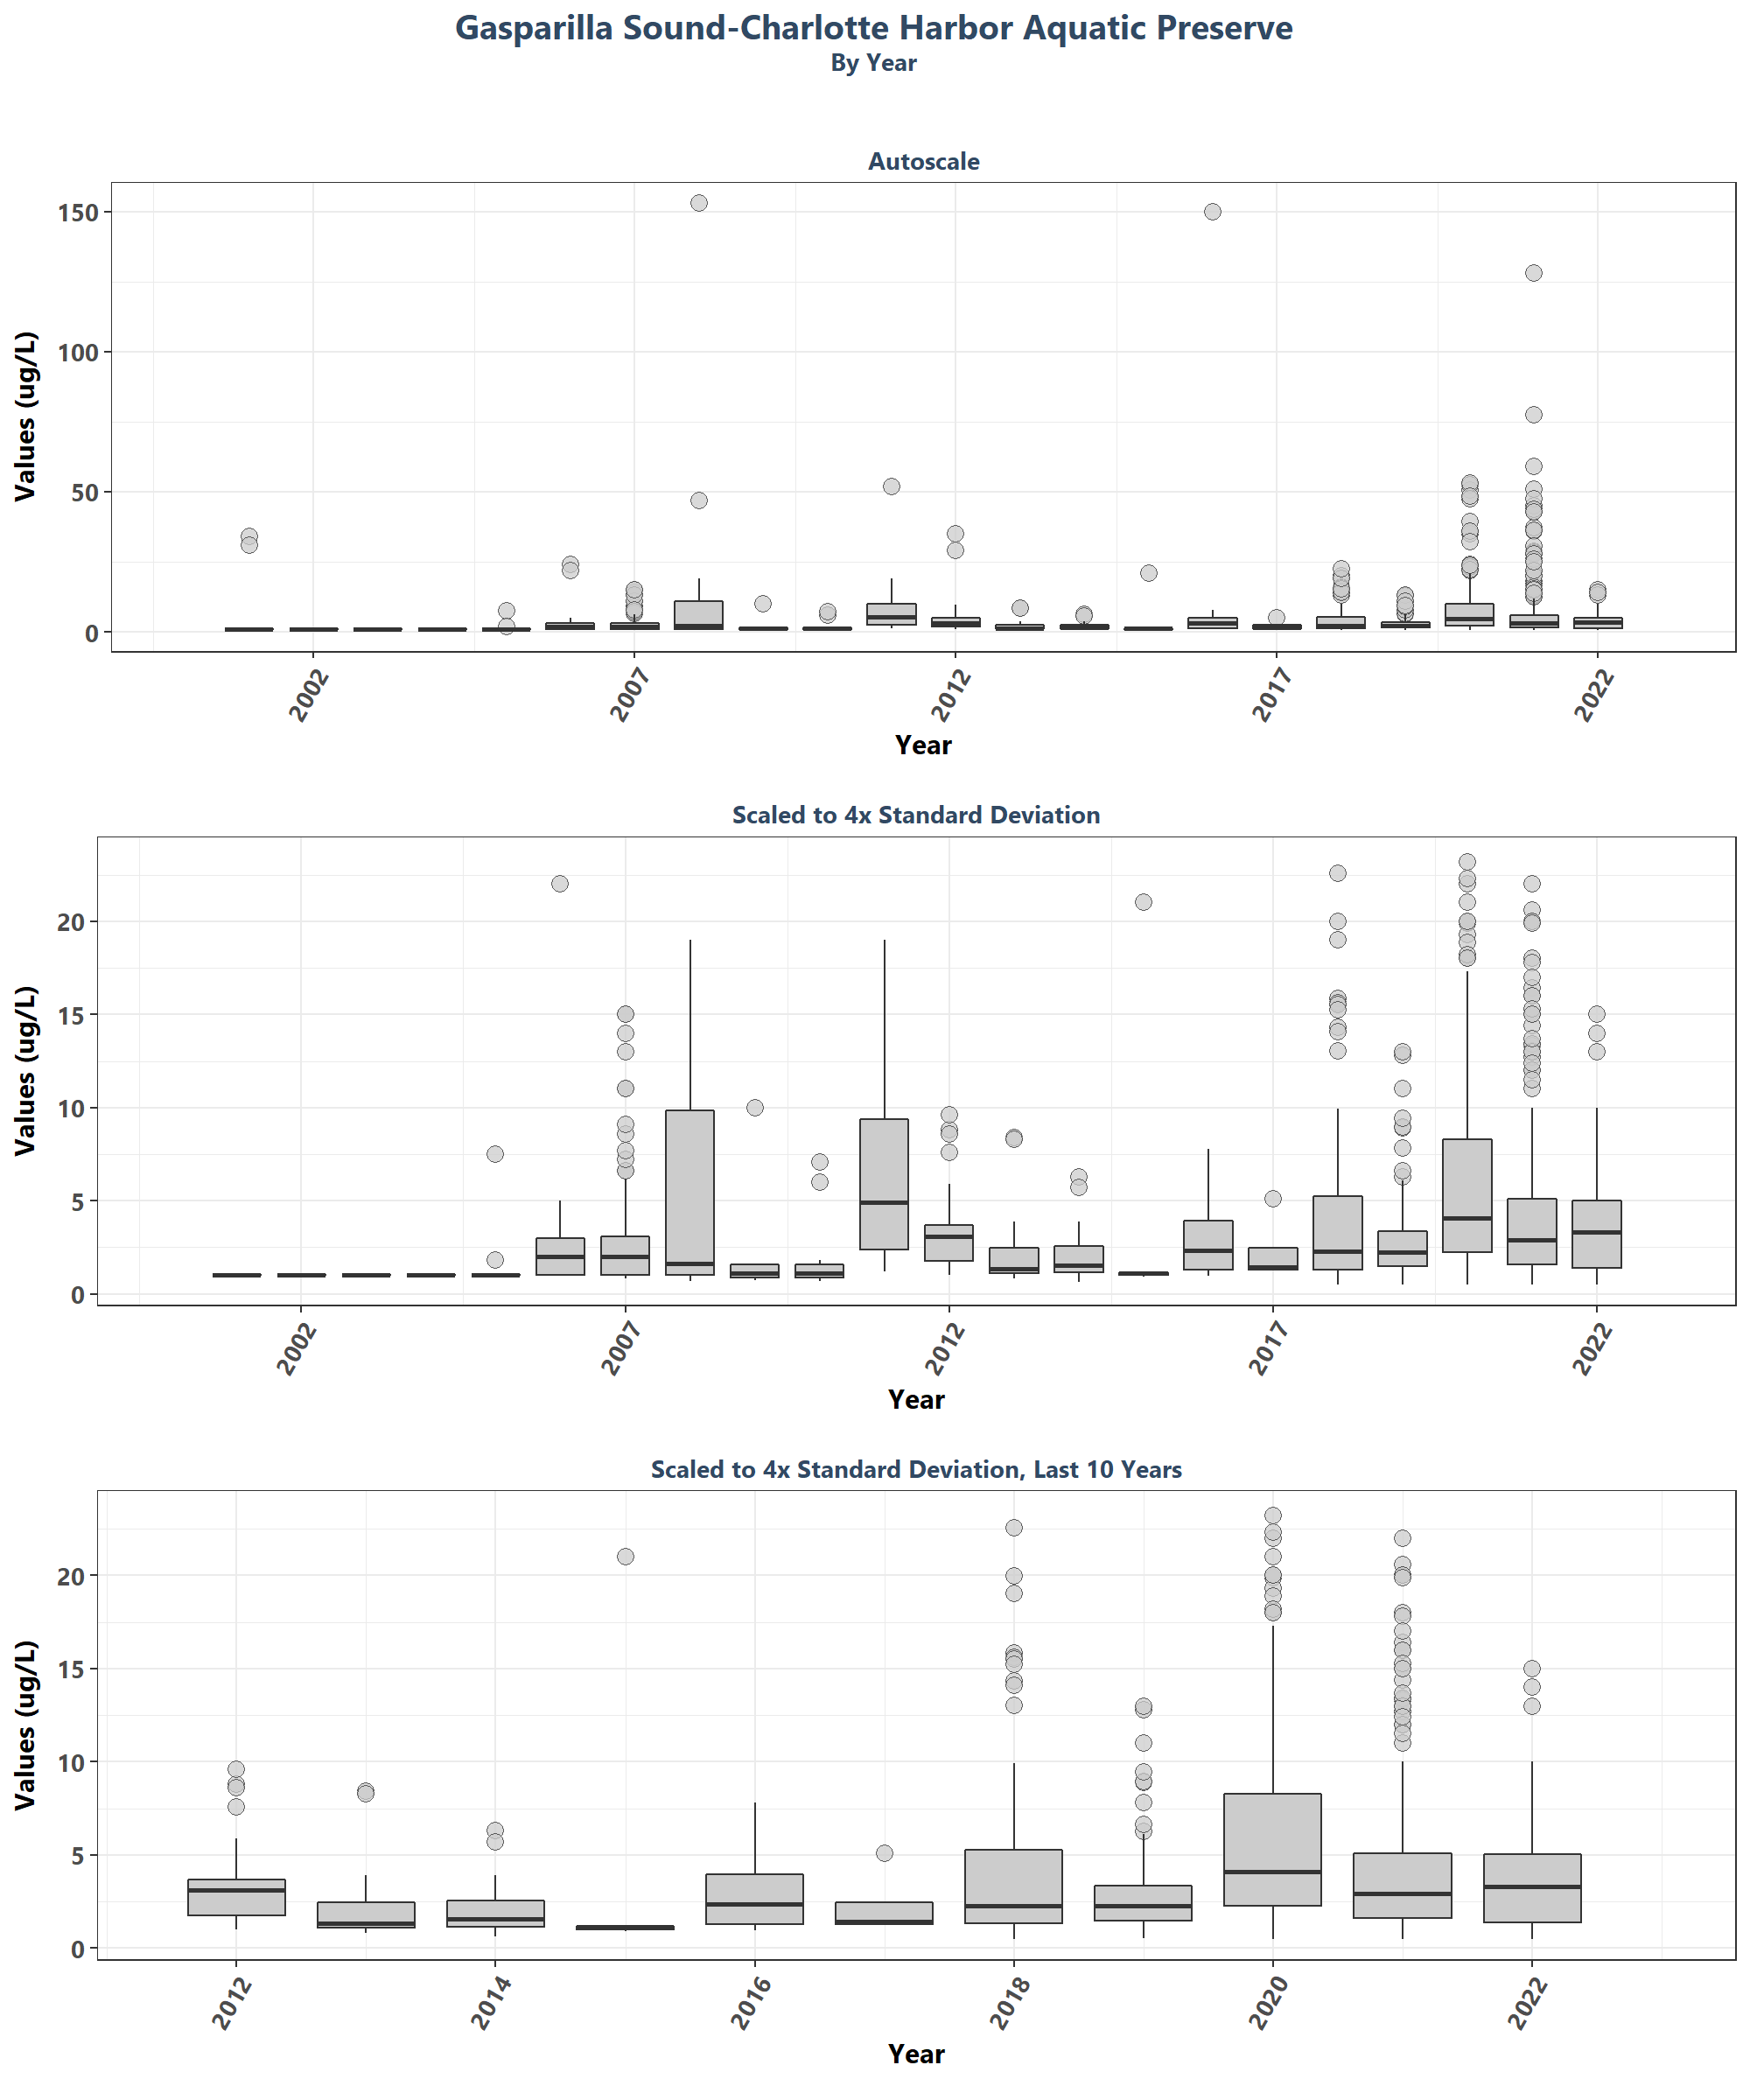 Gasparilla Sound-Charlotte Harbor Aquatic Preserve
By Year
Autoscale
Values (ug/L)
150
100
50
0
2002
2007
2012
2017
2022
Year
Scaled to 4x Standard Deviation
Values (ug/L)
20
15
10
5
0
2002
2007
2012
2017
2022
Year
Scaled to 4x Standard Deviation, Last 10 Years
Values (ug/L)
20
15
10
5
0
2012
2014
2016
2018
2020
2022
Year